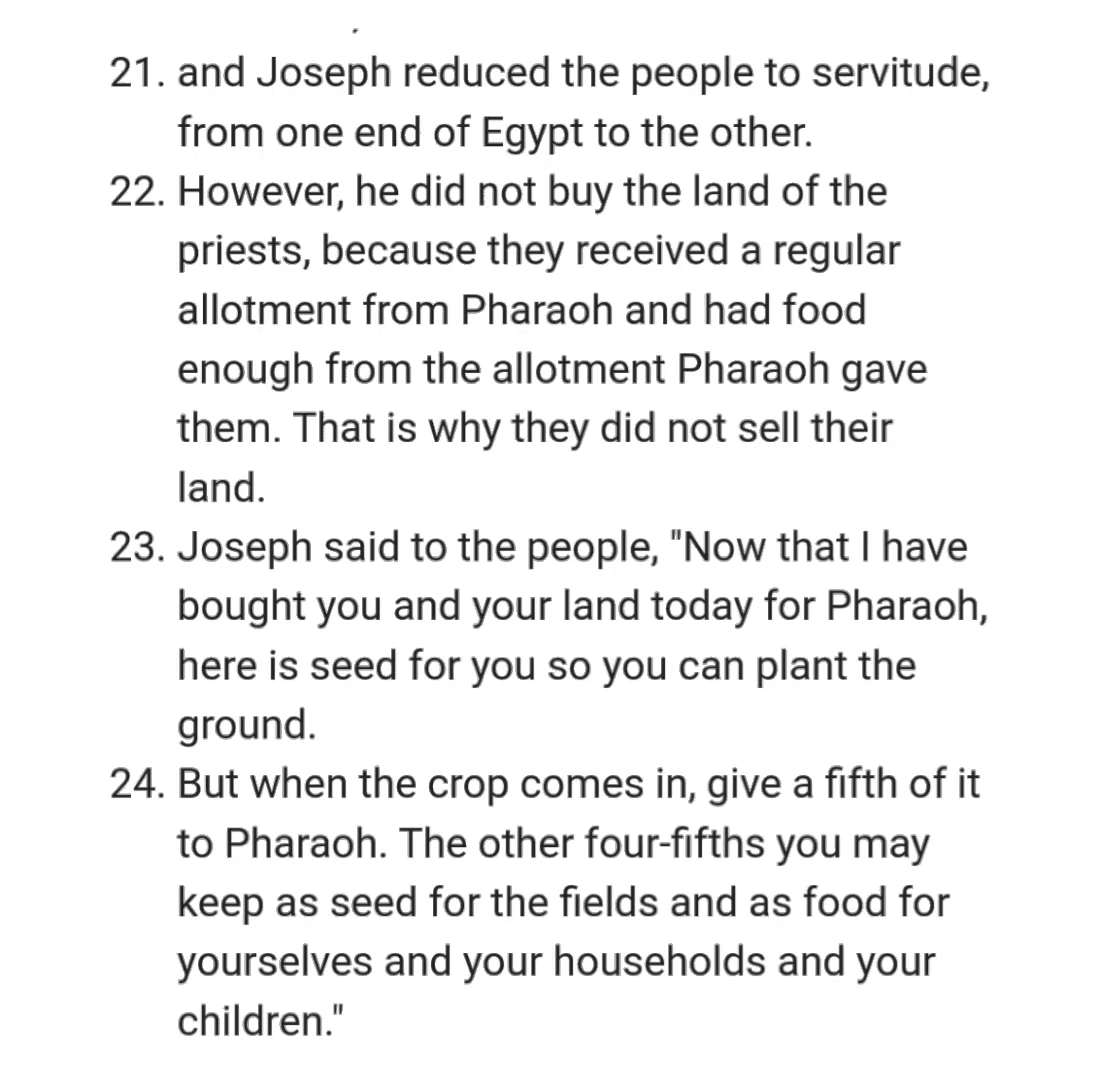 21. and Joseph reduced the people to servitude,
from one end of Egypt to the other.
22. However, he did not buy the land of the
priests, because they received a regular
allotment from Pharaoh and had food
enough from the allotment Pharaoh gave
them. That is why they did not sell their
land.
23. Joseph said to the people, "Now that I have
bought you and your land today for Pharaoh,
here is seed for you so you can plant the
ground.
24. But when the crop comes in, give a fifth of it
to Pharaoh. The other four-fifths you may
keep as seed for the fields and as food for
yourselves and your households and your
children."